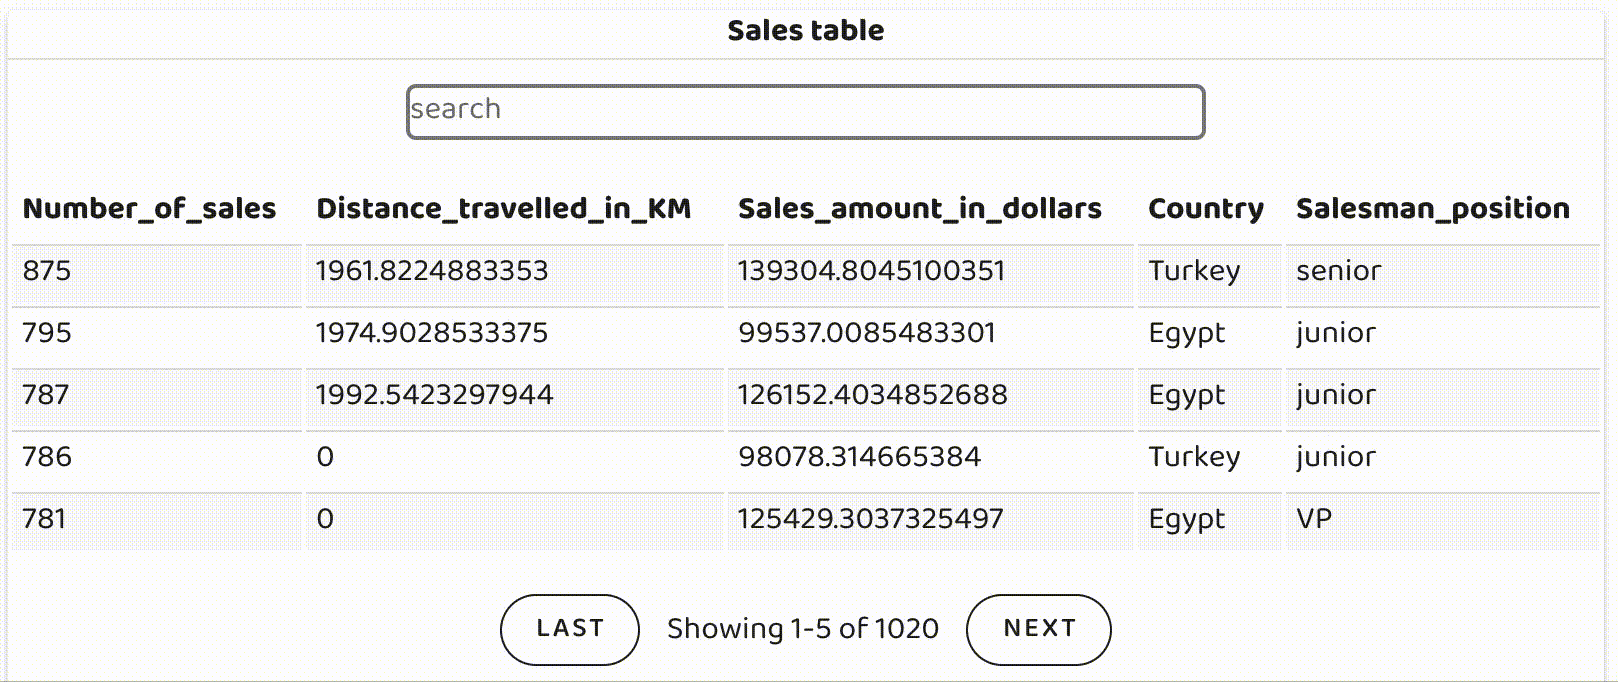 Sales table
search
Number_of_sales Distance_travelled_in_KM Sales_amount_in_dollars Country Salesman_position
875 1961.8224883353 139304.8045100351 Turkey senior
795 1974.9028533375 99537.0085483301 Egypt junior
787 1992.5423297944 126152.4034852688 Egypt junior
786 0 98078.314665384 Turkey junior
781 0 125429.3037325497 Egypt VP
LAST Showing 1-5 of 1020 NEXT